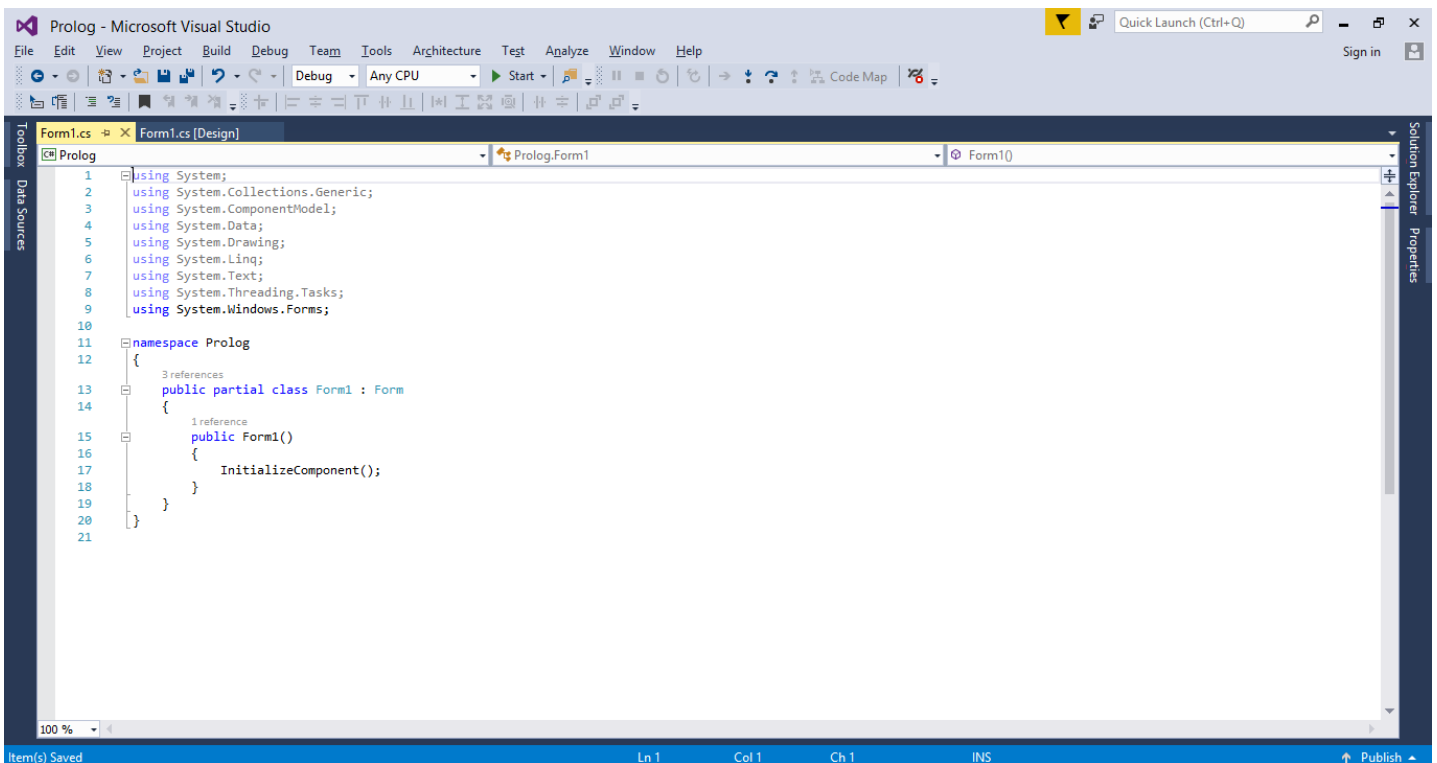 Prolog - Microsoft Visual Studio
Quick Launch (Ctrl+Q)
File Edit View Project Build Debug Team Tools Architecture Test Analyze Window Help
Sign in
Debug Any CPU Start Code Map
Toolbox
Data Sources
Form1.cs Form1.cs [Design]
C# Prolog Prolog.Form1 Form1()
1 using System;
2 using System.Collections.Generic;
3 using System.ComponentModel;
4 using System.Data;
5 using System.Drawing;
6 using System.Linq;
7 using System.Text;
8 using System.Threading.Tasks;
9 using System.Windows.Forms;
10
11 namespace Prolog
12 {
3 references
13 public partial class Form1 : Form
14 {
1 reference
15 public Form1()
16 {
17 InitializeComponent();
18 }
19 }
20 }
21
Solution Explorer
Properties
100 %
Item(s) Saved Ln 1 Col 1 Ch 1 INS Publish